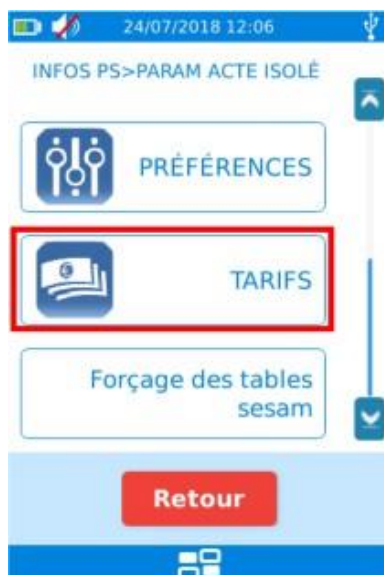 24/07/2018 12:06
INFOS PS>PARAM ACTE ISOLÉ
PRÉFÉRENCES
TARIFS
Forçage des tables
sesam
Retour